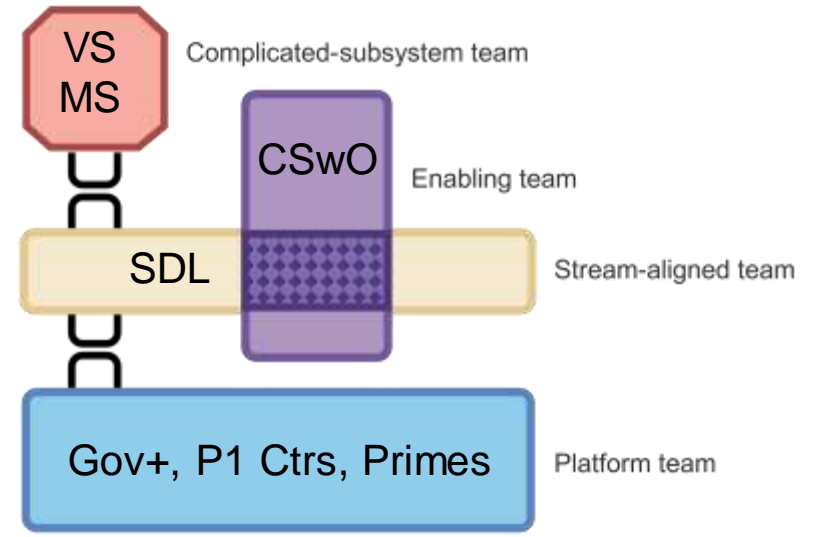 VS
MS
Complicated-subsystem team
CSwO
Enabling team
SDL
Stream-aligned team
Gov+, P1 Ctrs, Primes
Platform team